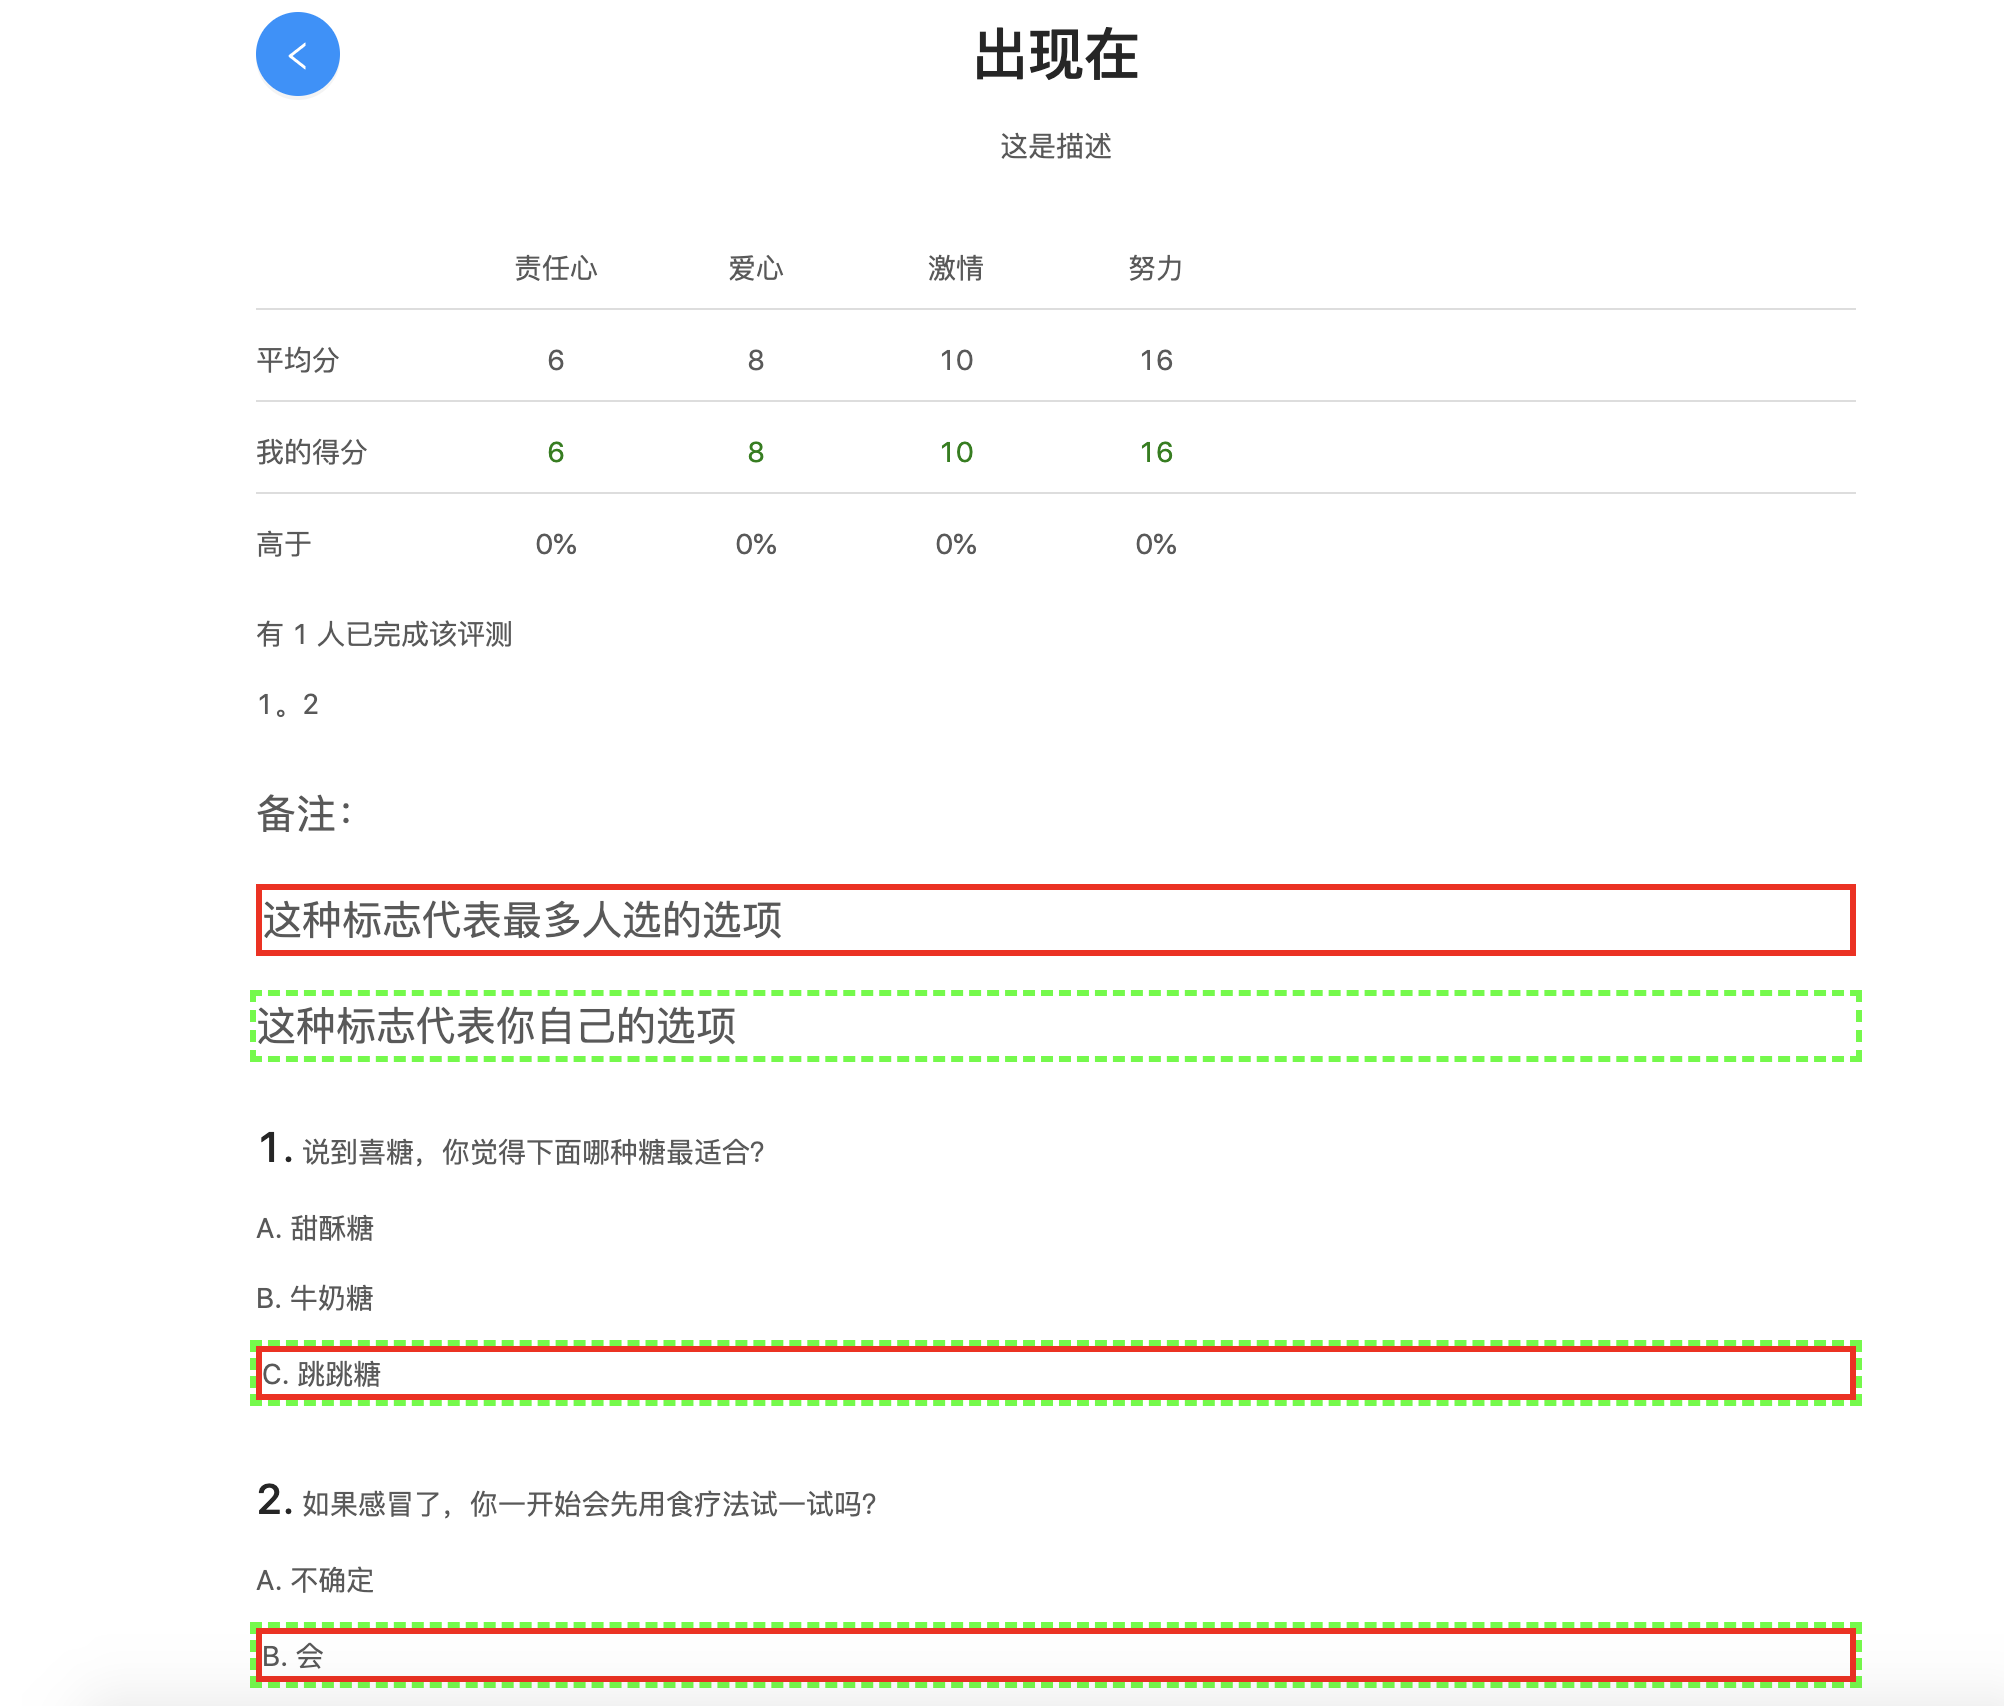 出现在
这是描述
责任心 爱心 激情 努力
平均分 6 8 10 16
我的得分 6 8 10 16
高于 0% 0% 0% 0%
有 1 人已完成该评测
1。2
备注：
这种标志代表最多人选的选项
这种标志代表你自己的选项
1. 说到喜糖，你觉得下面哪种糖最适合?
A. 甜酥糖
B. 牛奶糖
C. 跳跳糖
2. 如果感冒了，你一开始会先用食疗法试一试吗?
A. 不确定
B. 会